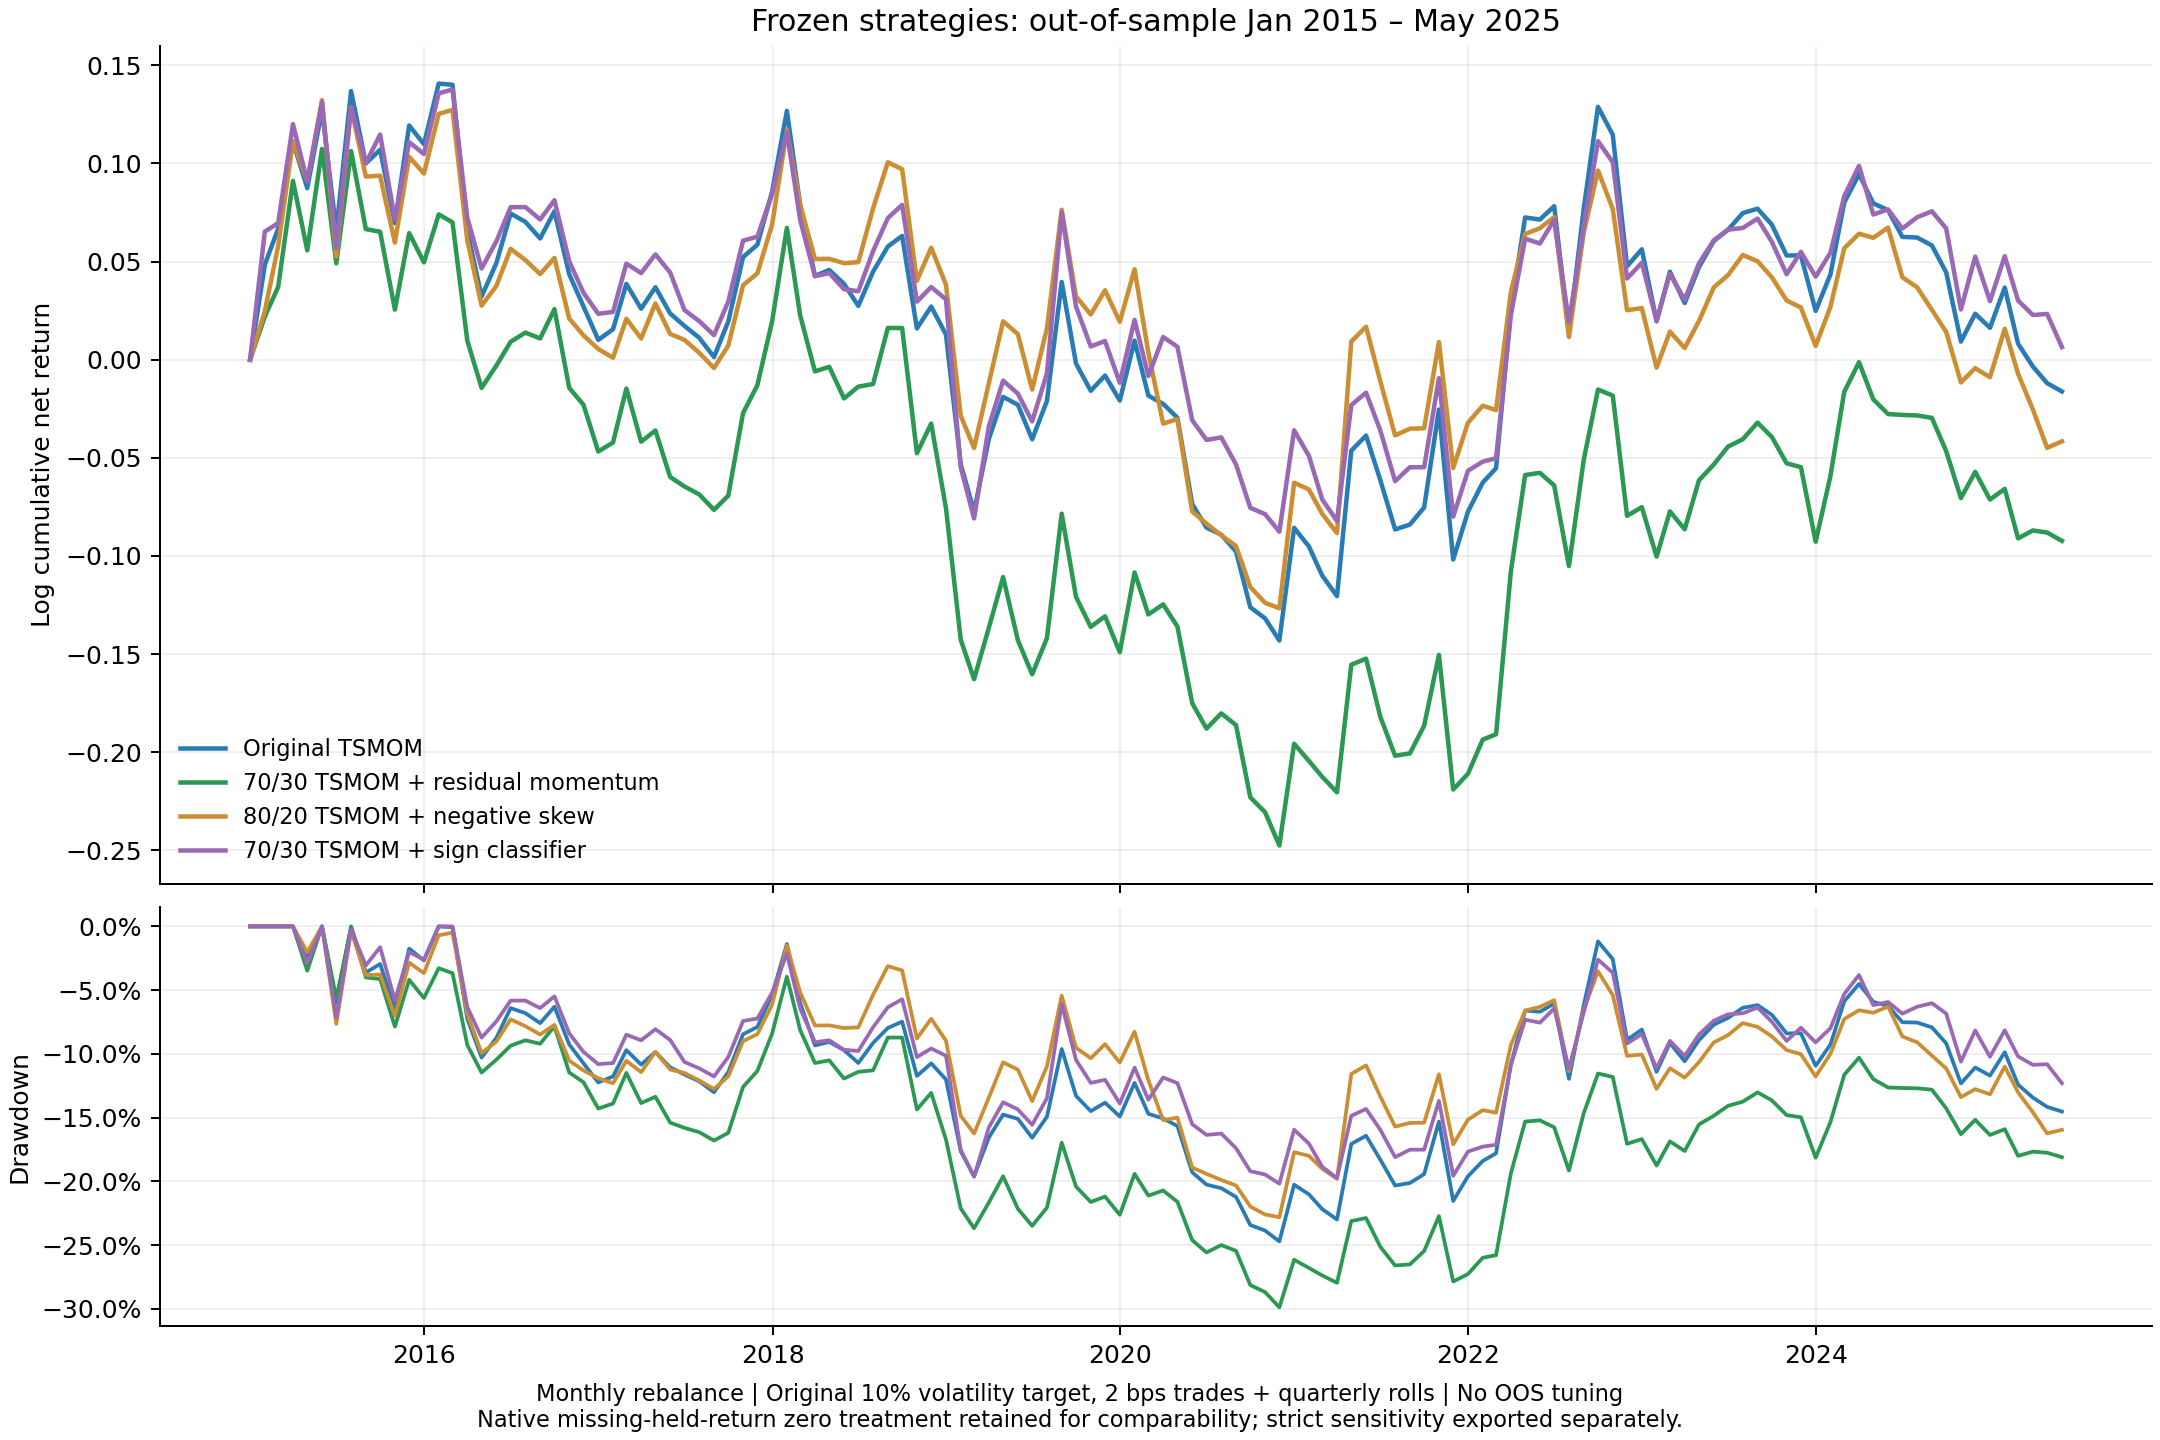 Frozen strategies: out-of-sample Jan 2015 – May 2025
0.15
0.10
0.05
0.00
−0.05
−0.10
−0.15
−0.20
−0.25
Log cumulative net return
Original TSMOM
70/30 TSMOM + residual momentum
80/20 TSMOM + negative skew
70/30 TSMOM + sign classifier
0.0%
−5.0%
−10.0%
−15.0%
−20.0%
−25.0%
−30.0%
Drawdown
2016 2018 2020 2022 2024
Monthly rebalance | Original 10% volatility target, 2 bps trades + quarterly rolls | No OOS tuning
Native missing-held-return zero treatment retained for comparability; strict sensitivity exported separately.